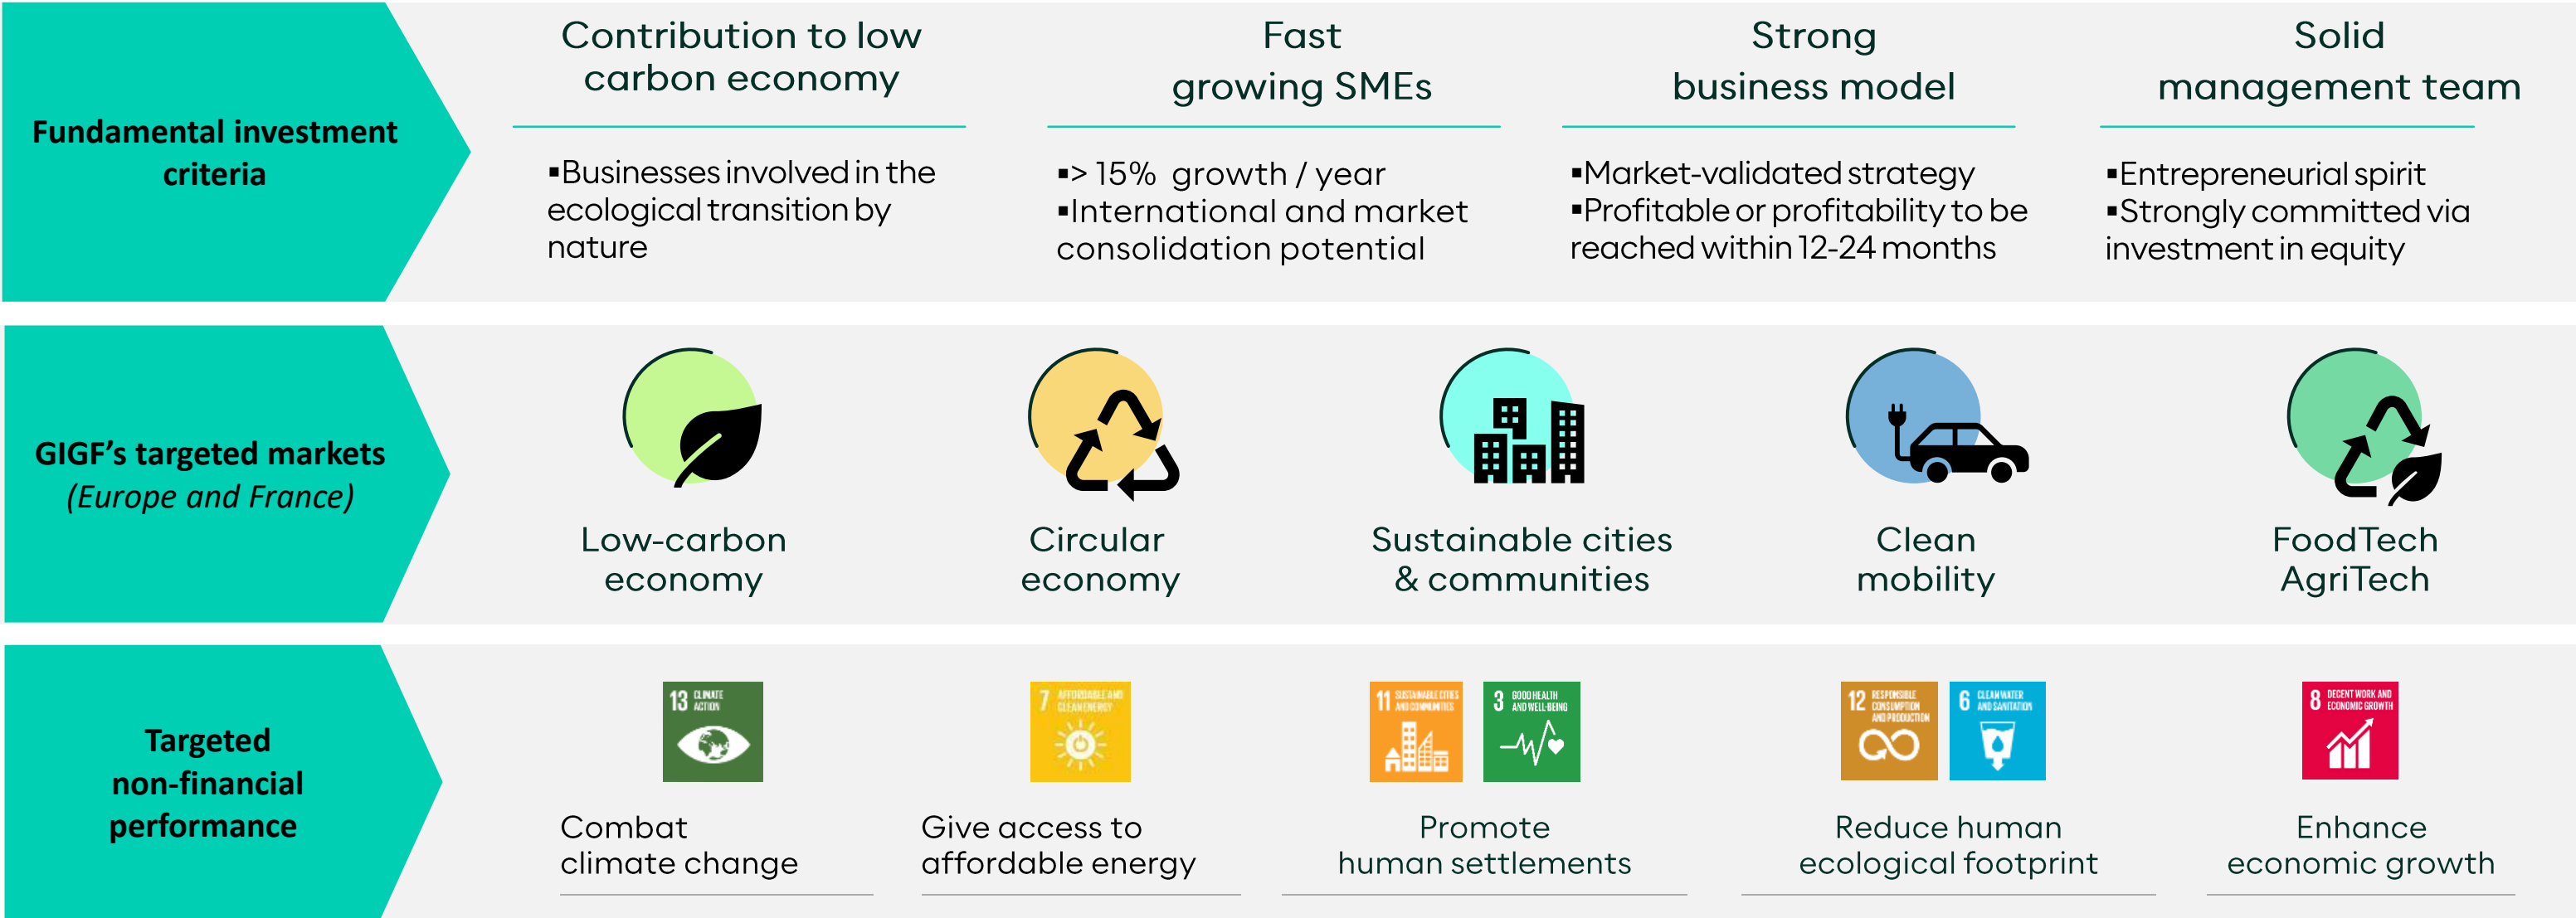 Fundamental investment
criteria
Contribution to low
carbon economy
▪Businesses involved in the
ecological transition by
nature
Fast
growing SMEs
▪> 15% growth / year
▪International and market
consolidation potential
Strong
business model
▪Market-validated strategy
▪Profitable or profitability to be
reached within 12-24 months
Solid
management team
▪Entrepreneurial spirit
▪Strongly committed via
investment in equity
GIGF’s targeted markets
(Europe and France)
Low-carbon
economy
Circular
economy
Sustainable cities
& communities
Clean
mobility
FoodTech
AgriTech
Targeted
non-financial
performance
13 CLIMATE
ACTION
Combat
climate change
7 AFFORDABLE AND
CLEAN ENERGY
Give access to
affordable energy
11 SUSTAINABLE CITIES
AND COMMUNITIES
3 GOOD HEALTH
AND WELL-BEING
Promote
human settlements
12 RESPONSIBLE
CONSUMPTION
AND PRODUCTION
6 CLEAN WATER
AND SANITATION
Reduce human
ecological footprint
8 DECENT WORK AND
ECONOMIC GROWTH
Enhance
economic growth